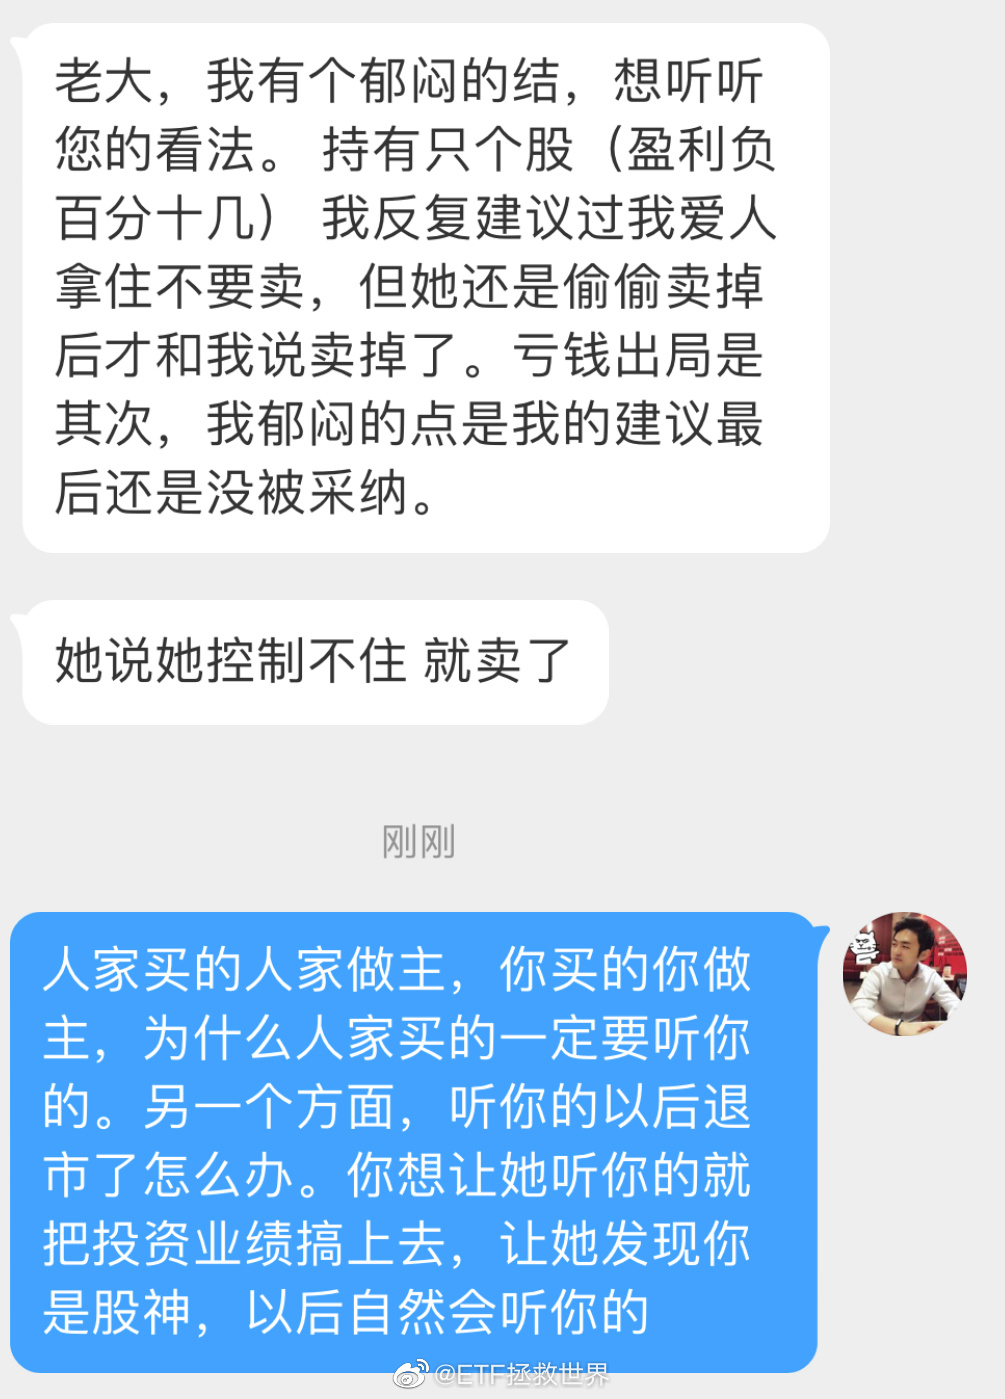 老大，我有个郁闷的结，想听听
您的看法。 持有只个股（盈利负
百分十几） 我反复建议过我爱人
拿住不要卖，但她还是偷偷卖掉
后才和我说卖掉了。亏钱出局是
其次，我郁闷的点是我的建议最
后还是没被采纳。
她说她控制不住 就卖了
刚刚
人家买的人家做主，你买的你做
主，为什么人家买的一定要听你
的。另一个方面，听你的以后退
市了怎么办。你想让她听你的就
把投资业绩搞上去，让她发现你
是股神，以后自然会听你的
@ETF拯救世界